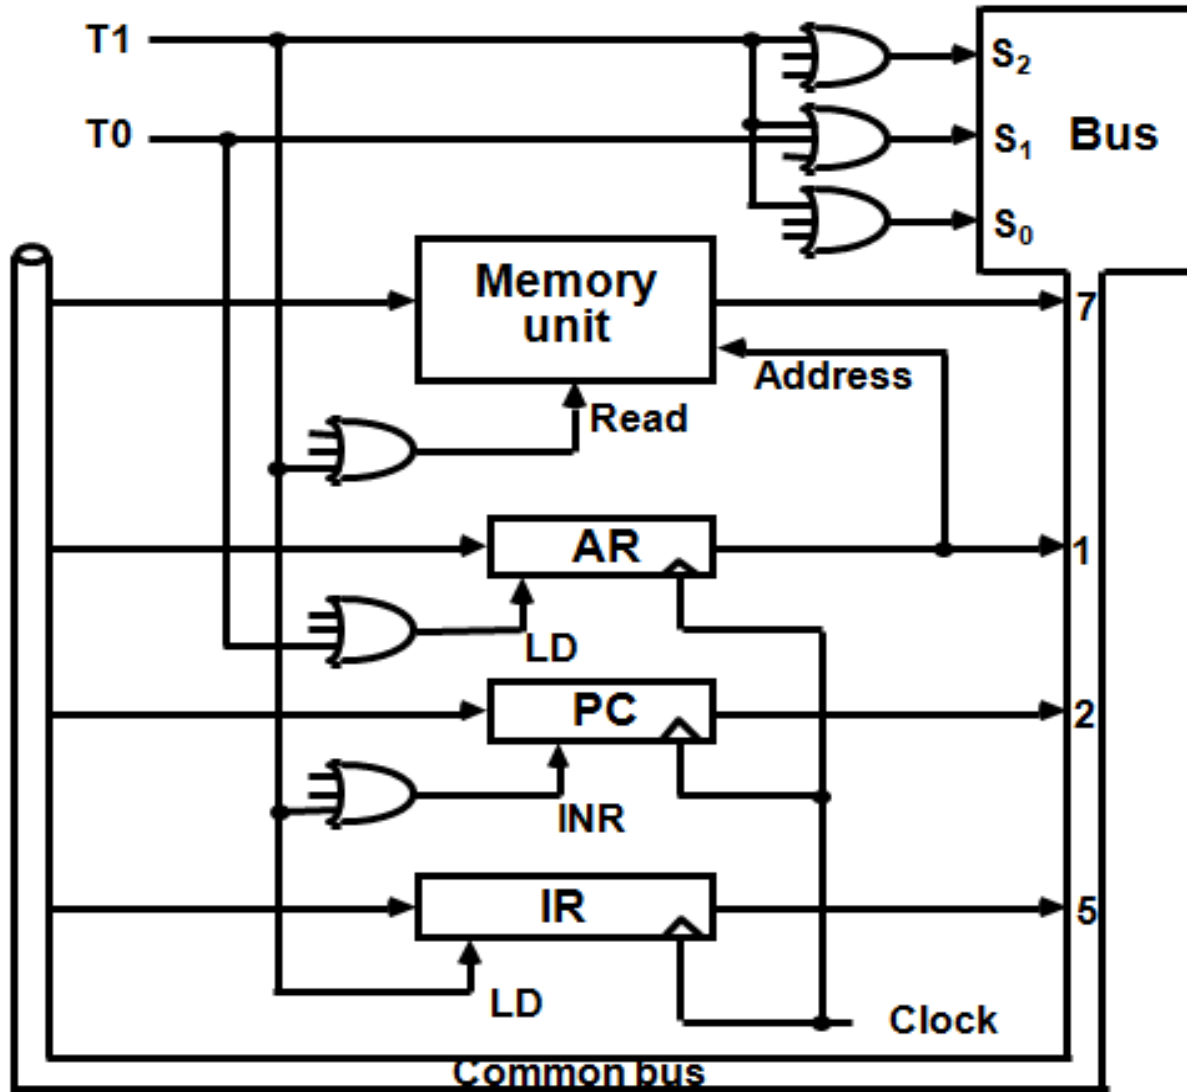 T1
S2
T0
S1
Bus
S0
Memory
unit
7
Address
Read
AR
1
LD
PC
2
INR
IR
5
LD
Clock
Common bus